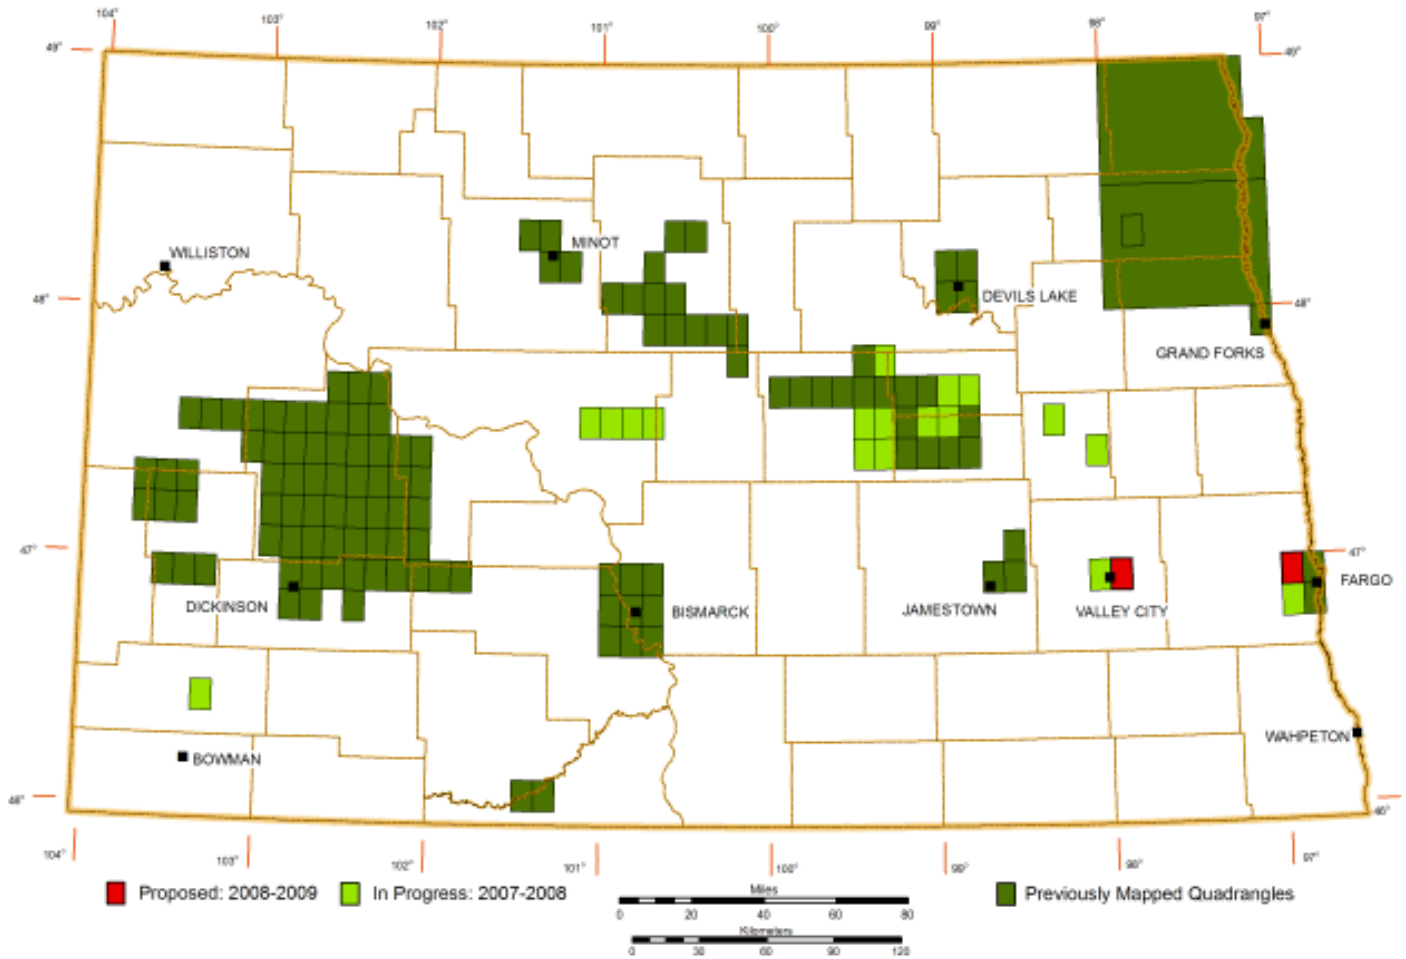 104° 103° 102° 101° 100° 99° 98° 97°
49° 49°
WILLISTON
MINOT
DEVILS LAKE
48° 48°
GRAND FORKS
47° 47°
FARGO
DICKINSON
BISMARCK
JAMESTOWN
VALLEY CITY
WAHPETON
BOWMAN
46° 46°
104° 103° 102° 101° 100° 99° 98° 97°
Proposed: 2008-2009
In Progress: 2007-2008
Miles
0 20 40 60 80
Kilometers
0 30 60 90 120
Previously Mapped Quadrangles